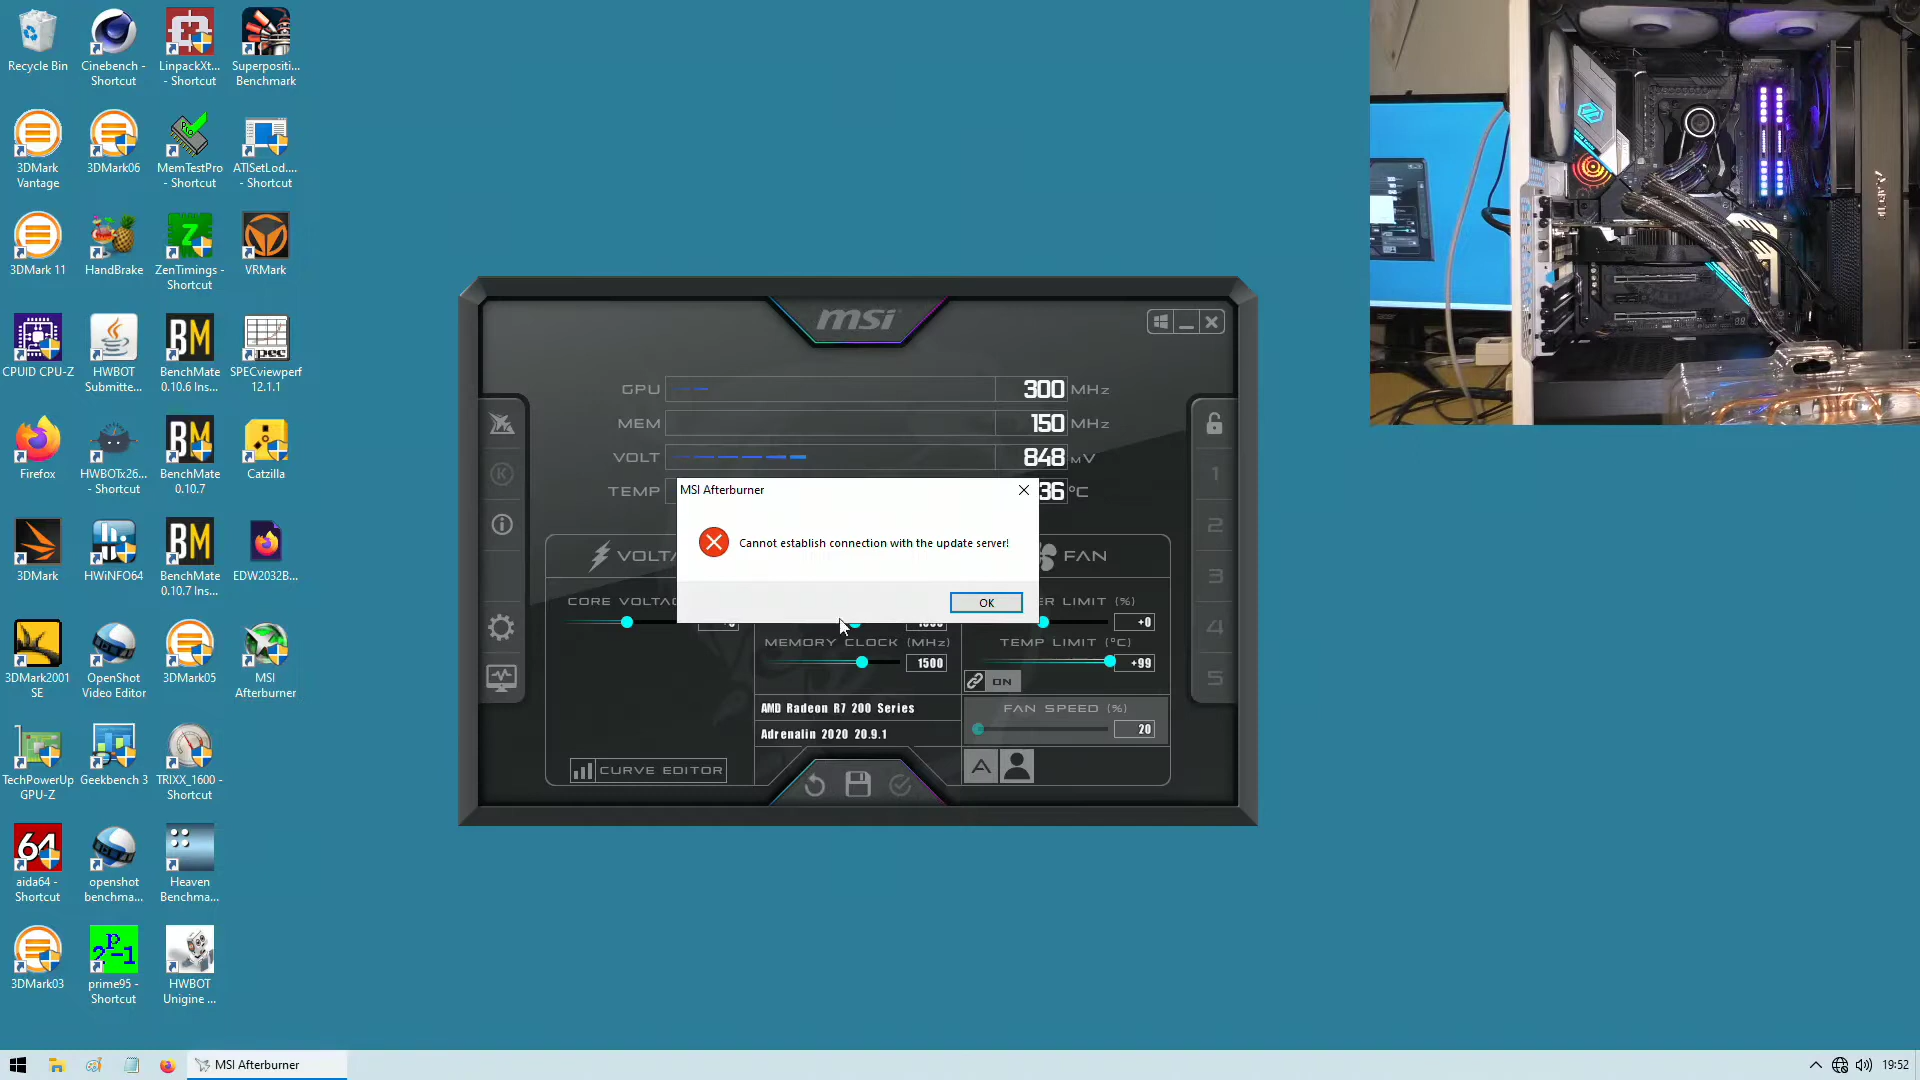 Recycle Bin
Cinebench -
Shortcut
LinpackXt...
- Shortcut
Superpositi...
Benchmark
3DMark
Vantage
3DMark06
MemTestPro
- Shortcut
ATISetLod....
- Shortcut
3DMark 11
HandBrake
ZenTimings -
Shortcut
VRMark
CPUID CPU-Z
HWBOT
Submitte...
BenchMate
0.10.6 Ins...
SPECviewperf
12.1.1
Firefox
HWBOTx26...
- Shortcut
BenchMate
0.10.7
Catzilla
3DMark
HWiNFO64
BenchMate
0.10.7 Ins...
EDW2032B...
3DMark2001
SE
OpenShot
Video Editor
3DMark05
MSI
Afterburner
TechPowerUp
GPU-Z
Geekbench 3
TRIXX_1600 -
Shortcut
aida64 -
Shortcut
openshot
benchma...
Heaven
Benchma...
3DMark03
prime95 -
Shortcut
HWBOT
Unigine ...
msi
GPU 300 MHz
MEM 150 MHz
VOLT 848 MV
TEMP 36 °C
MSI Afterburner
Cannot establish connection with the update server!
OK
FAN
CORE VOLTAG
ER LIMIT (%)
+0
MEMORY CLOCK (MHz)
1500
TEMP LIMIT (°C)
+99
ON
AMD Radeon R7 200 Series
Adrenalin 2020 20.9.1
FAN SPEED (%)
20
CURVE EDITOR
A
K
1
2
3
4
5
MSI Afterburner
19:52